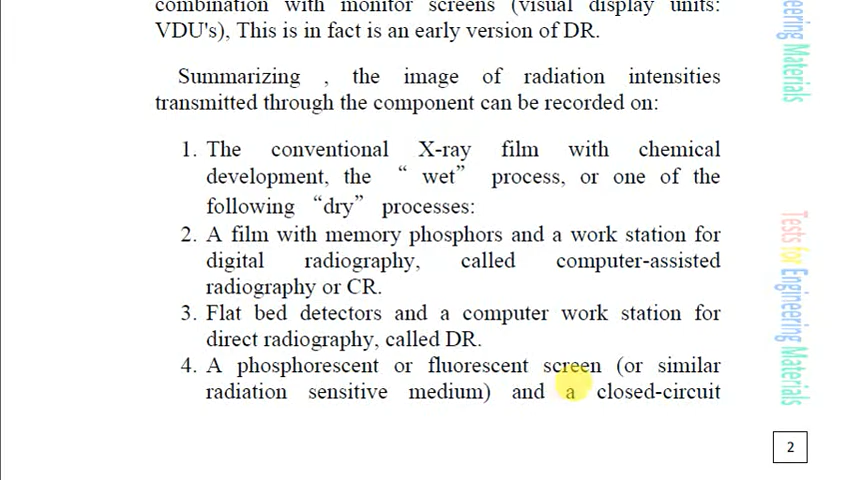 combination with monitor screens (visual display units:
VDU's), This is in fact is an early version of DR.
Summarizing , the image of radiation intensities
transmitted through the component can be recorded on:
1. The conventional X-ray film with chemical
development, the “ wet” process, or one of the
following “dry” processes:
2. A film with memory phosphors and a work station for
digital radiography, called computer-assisted
radiography or CR.
3. Flat bed detectors and a computer work station for
direct radiography, called DR.
4. A phosphorescent or fluorescent screen (or similar
radiation sensitive medium) and a closed-circuit
eering Materials
Tests for Engineering Materials
2